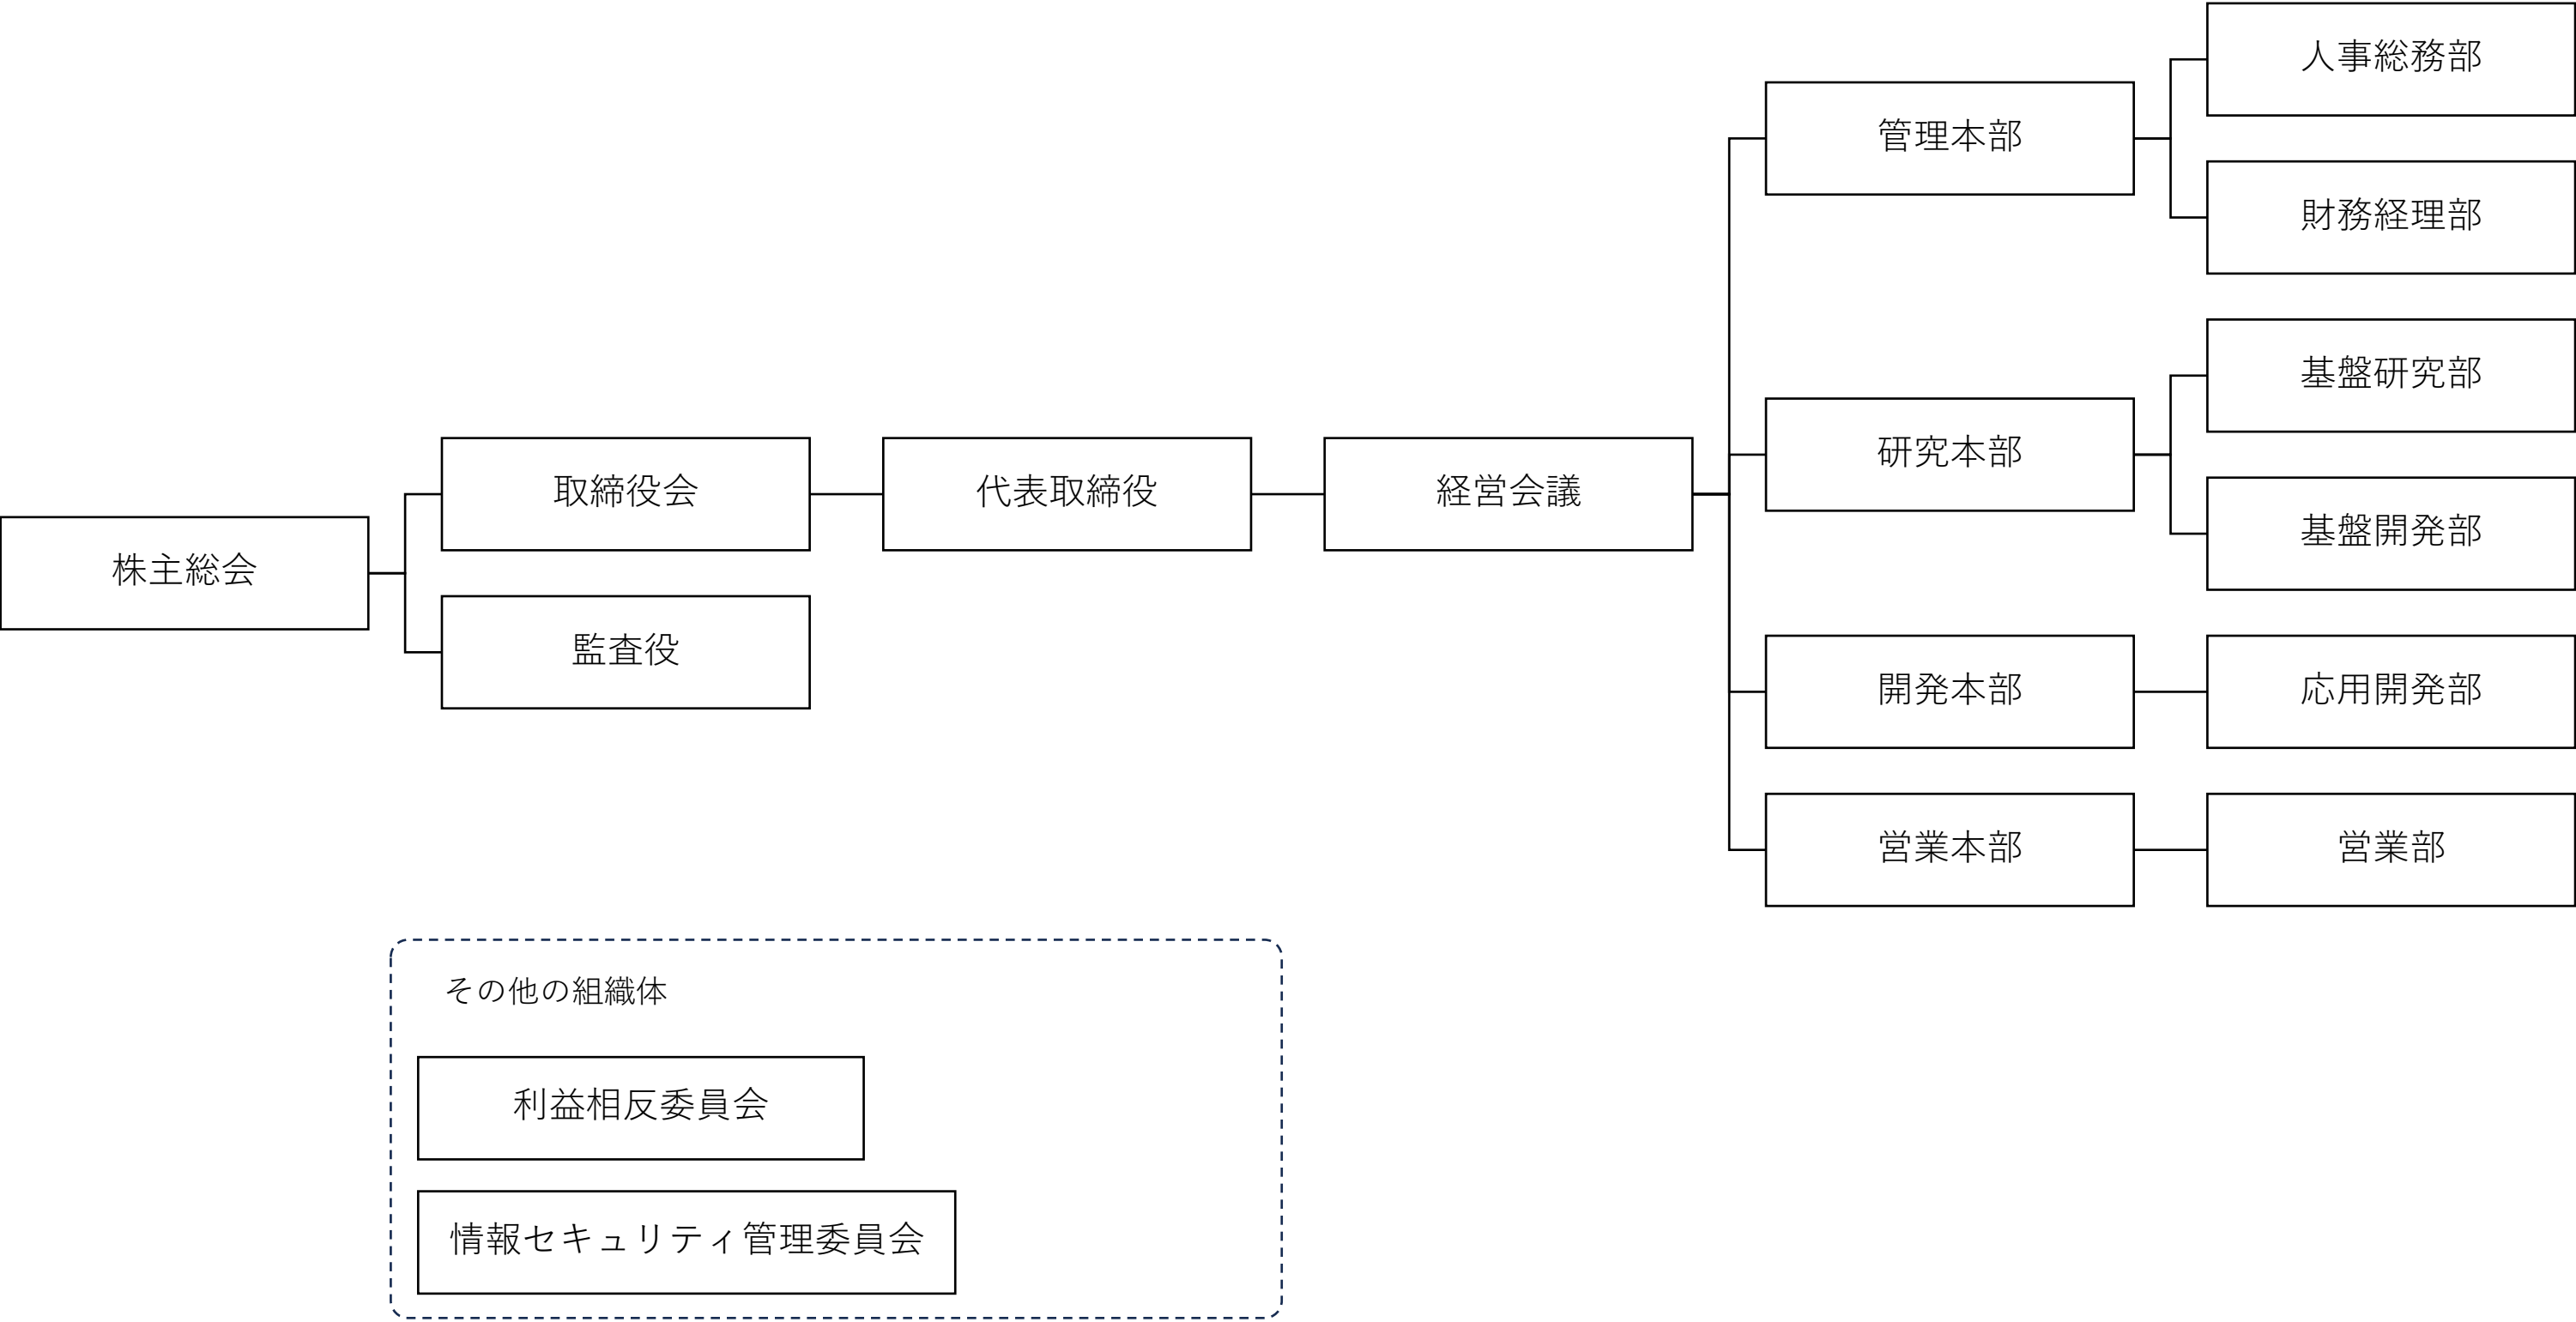 株主総会
取締役会
監査役
代表取締役
経営会議
管理本部
人事総務部
財務経理部
研究本部
基盤研究部
基盤開発部
開発本部
応用開発部
営業本部
営業部
その他の組織体
利益相反委員会
情報セキュリティ管理委員会